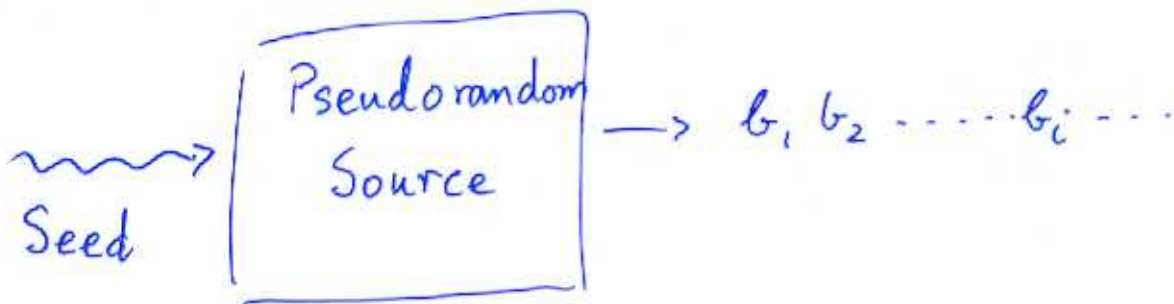 Pseudorandom
Source
Seed
→ b₁ b₂ ······ bᵢ ····